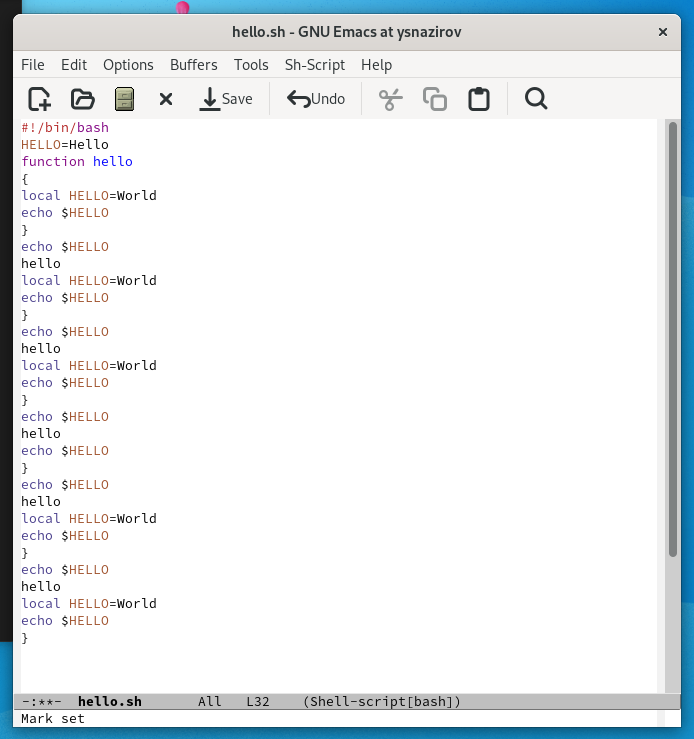 hello.sh - GNU Emacs at ysnazirov
File Edit Options Buffers Tools Sh-Script Help
Save Undo
#!/bin/bash
HELLO=Hello
function hello
{
local HELLO=World
echo $HELLO
}
echo $HELLO
hello
local HELLO=World
echo $HELLO
}
echo $HELLO
hello
local HELLO=World
echo $HELLO
}
echo $HELLO
hello
echo $HELLO
}
echo $HELLO
hello
local HELLO=World
echo $HELLO
}
echo $HELLO
hello
local HELLO=World
echo $HELLO
}
-:**- hello.sh All L32 (Shell-script[bash])
Mark set